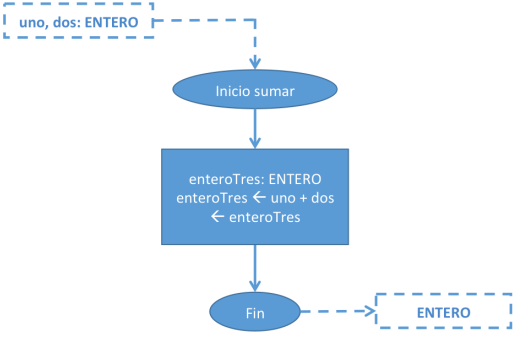 uno, dos: ENTERO
Inicio sumar
enteroTres: ENTERO
enteroTres ← uno + dos
← enteroTres
Fin
ENTERO